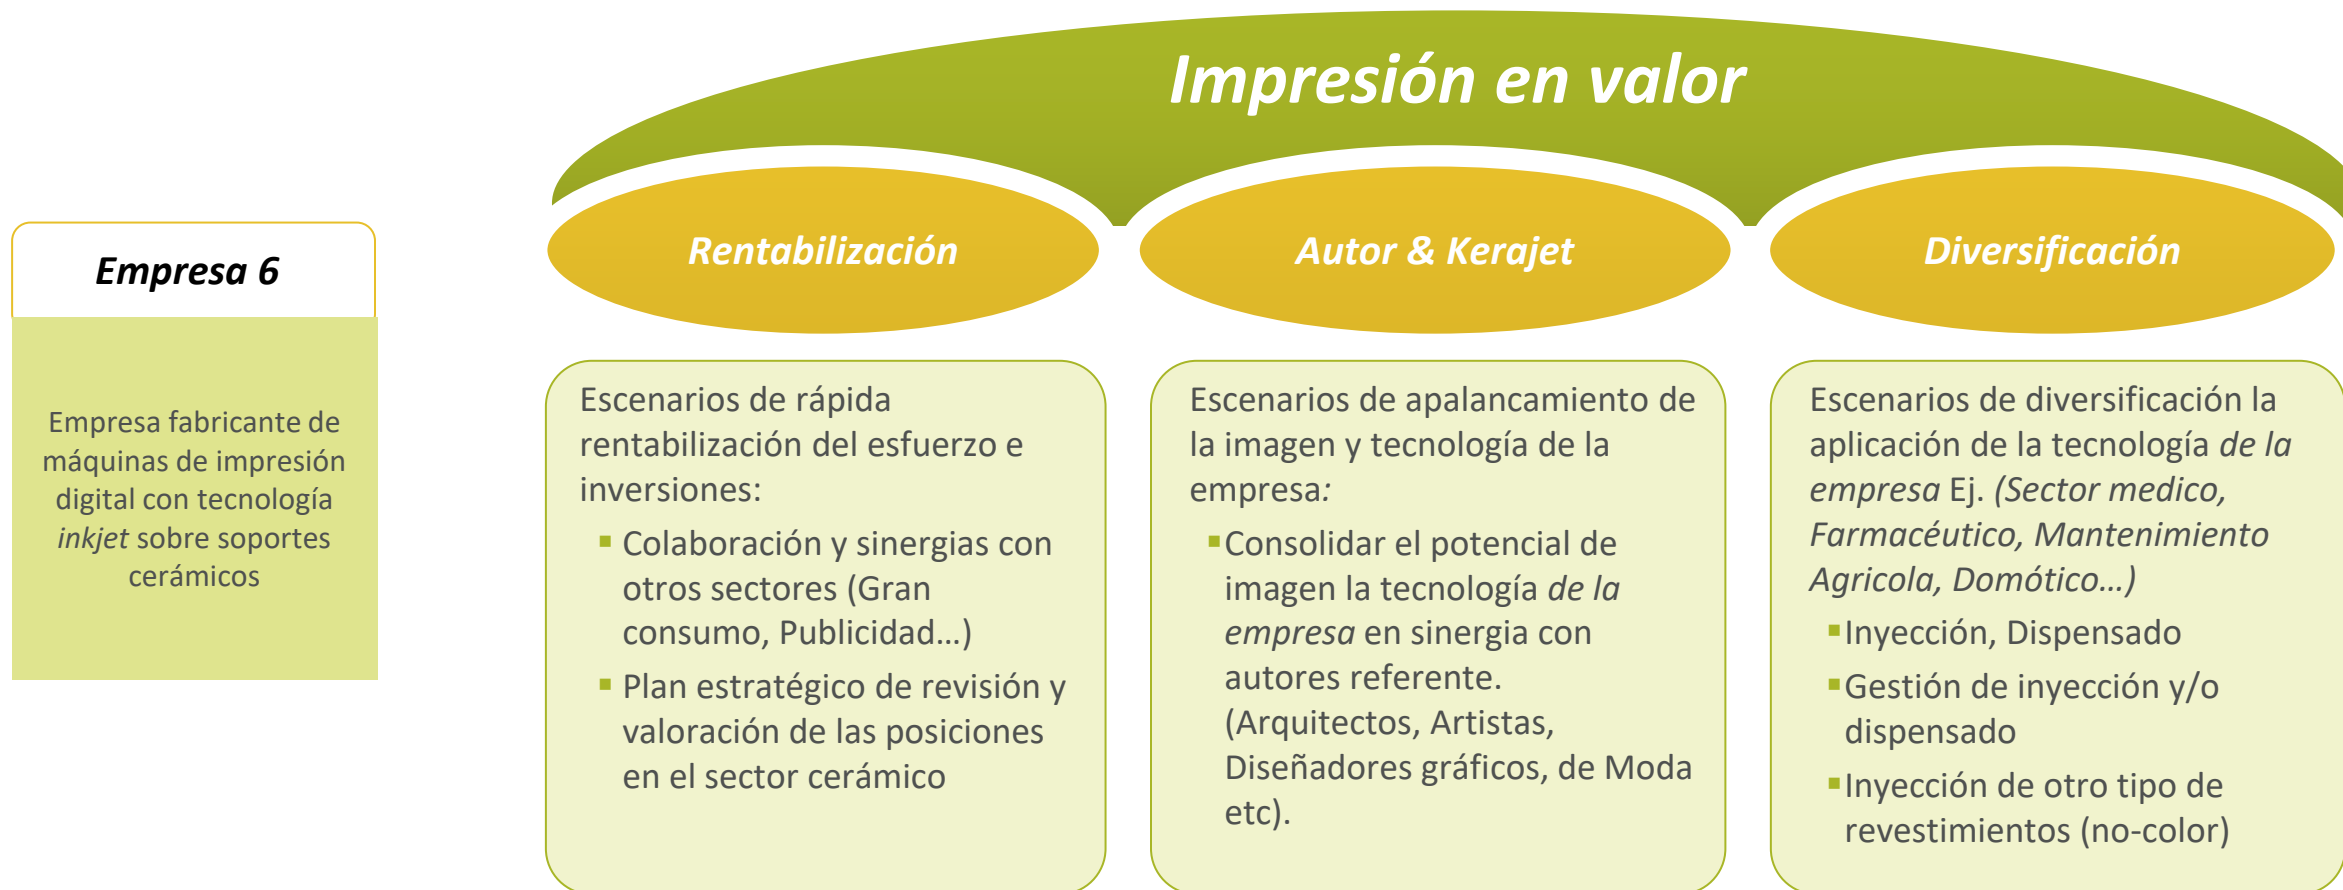 Impresión en valor
Empresa 6
Empresa fabricante de
máquinas de impresión
digital con tecnología
inkjet sobre soportes
cerámicos
Rentabilización
Escenarios de rápida
rentabilización del esfuerzo e
inversiones:
▪ Colaboración y sinergias con
otros sectores (Gran
consumo, Publicidad…)
▪ Plan estratégico de revisión y
valoración de las posiciones
en el sector cerámico
Autor & Kerajet
Escenarios de apalancamiento de
la imagen y tecnología de la
empresa:
▪Consolidar el potencial de
imagen la tecnología de la
empresa en sinergia con
autores referente.
(Arquitectos, Artistas,
Diseñadores gráficos, de Moda
etc).
Diversificación
Escenarios de diversificación la
aplicación de la tecnología de la
empresa Ej. (Sector medico,
Farmacéutico, Mantenimiento
Agricola, Domótico…)
▪Inyección, Dispensado
▪Gestión de inyección y/o
dispensado
▪Inyección de otro tipo de
revestimientos (no-color)